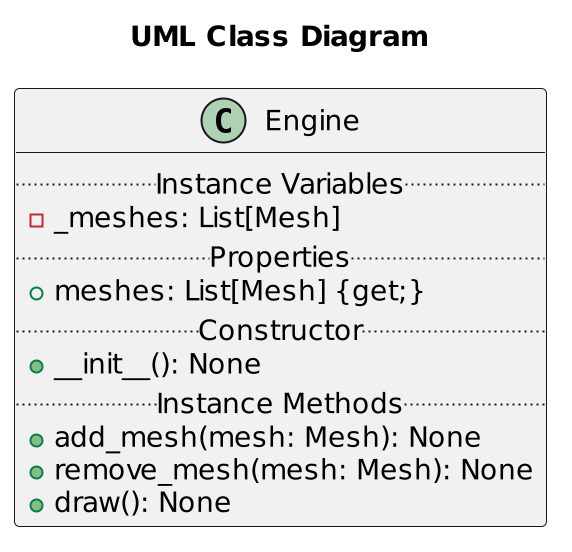 UML Class Diagram
C Engine
Instance Variables
_meshes: List[Mesh]
Properties
meshes: List[Mesh] {get;}
Constructor
__init__(): None
Instance Methods
add_mesh(mesh: Mesh): None
remove_mesh(mesh: Mesh): None
draw(): None